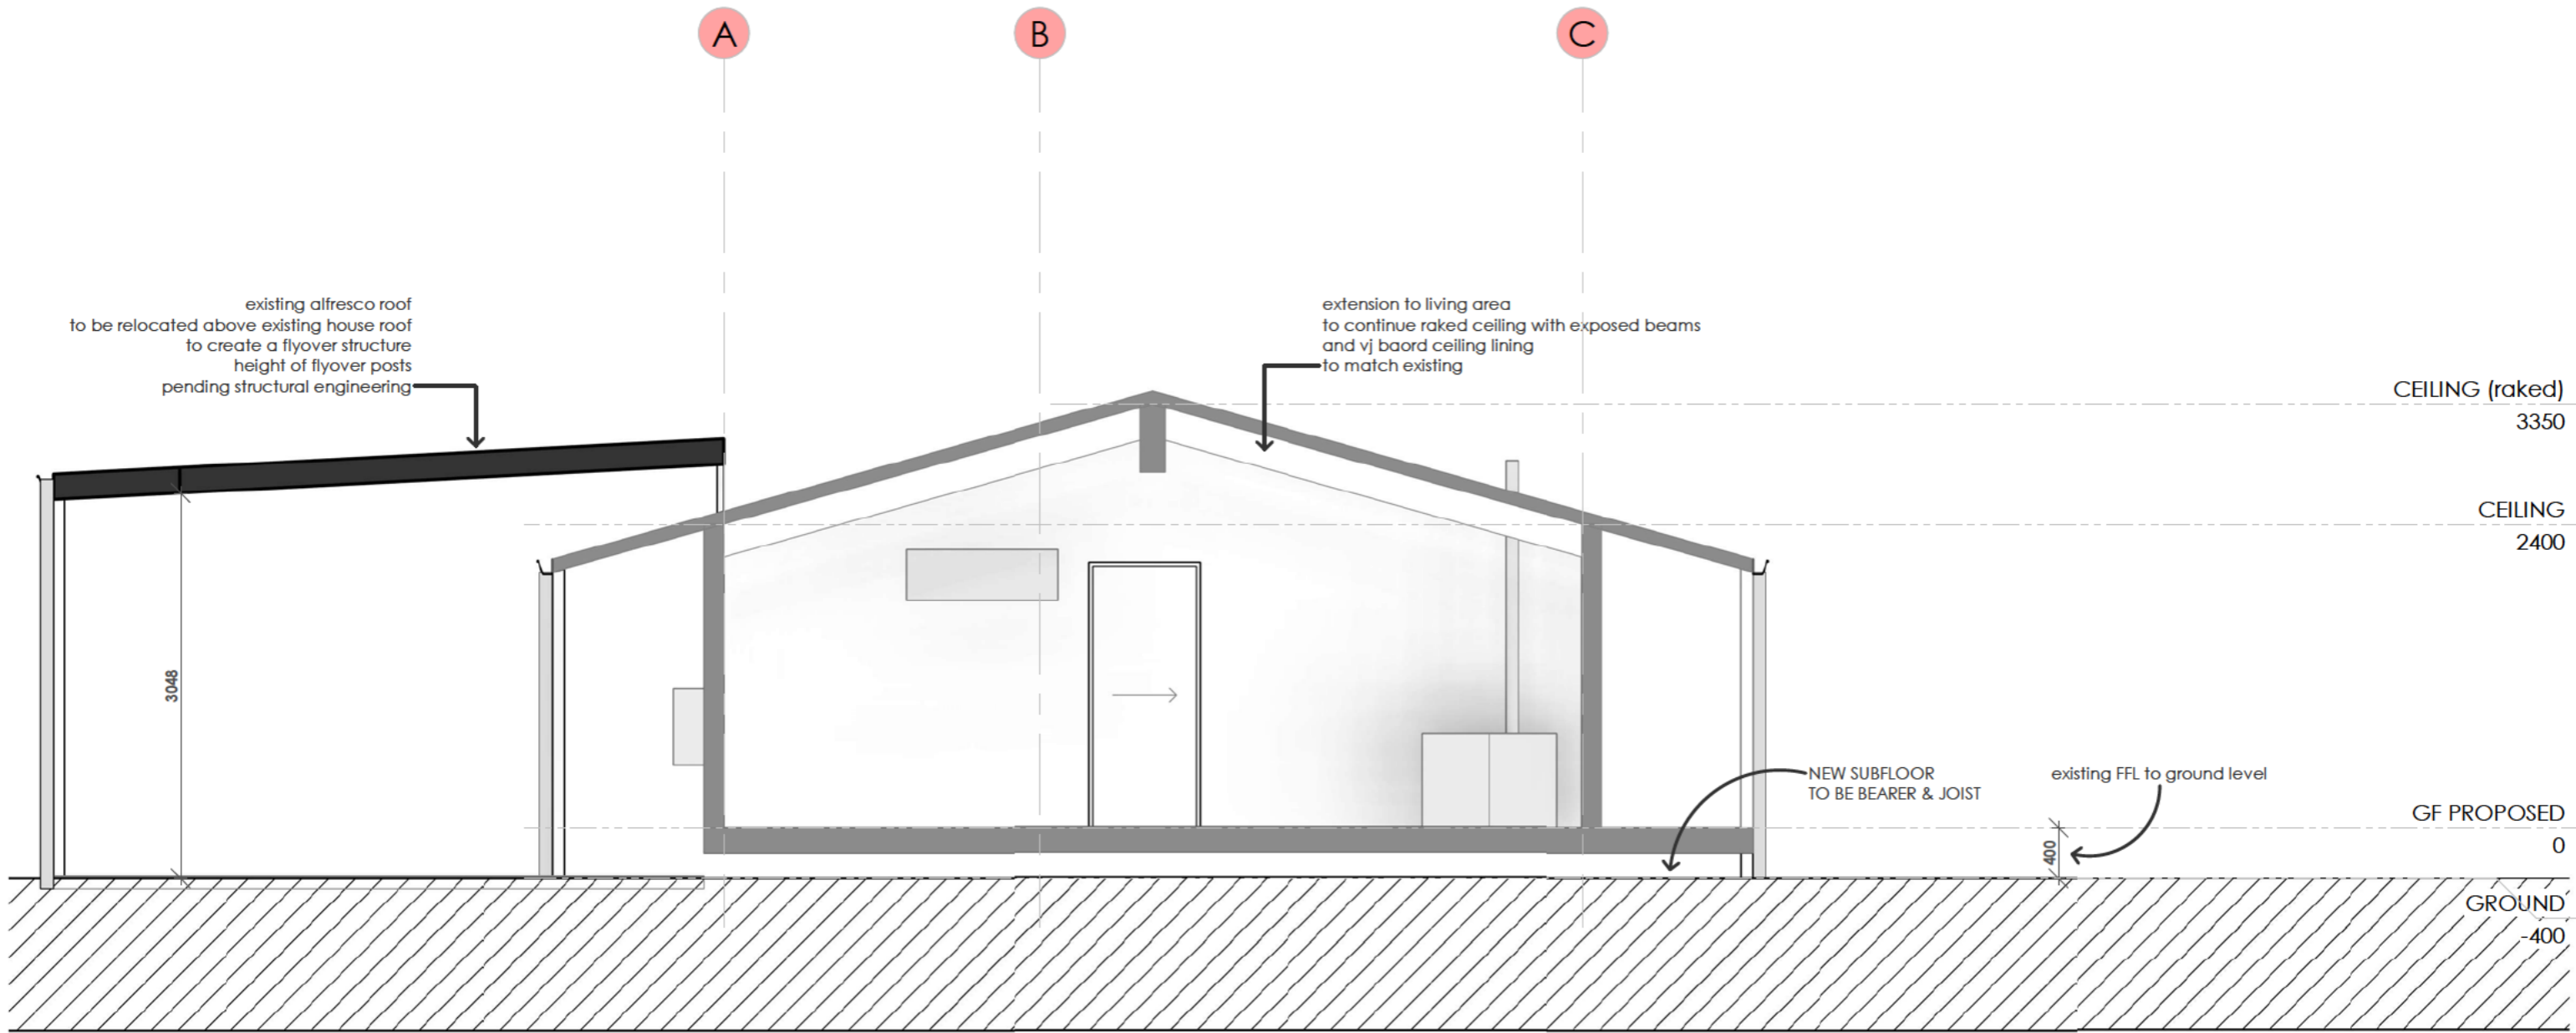 A
B
C
existing alfresco roof
to be relocated above existing house roof
to create a flyover structure
height of flyover posts
pending structural engineering
extension to living area
to continue raked ceiling with exposed beams
and vj baord ceiling lining
to match existing
CEILING (raked)
3350
CEILING
2400
3048
NEW SUBFLOOR
TO BE BEARER & JOIST
existing FFL to ground level
GF PROPOSED
0
400
GROUND
-400